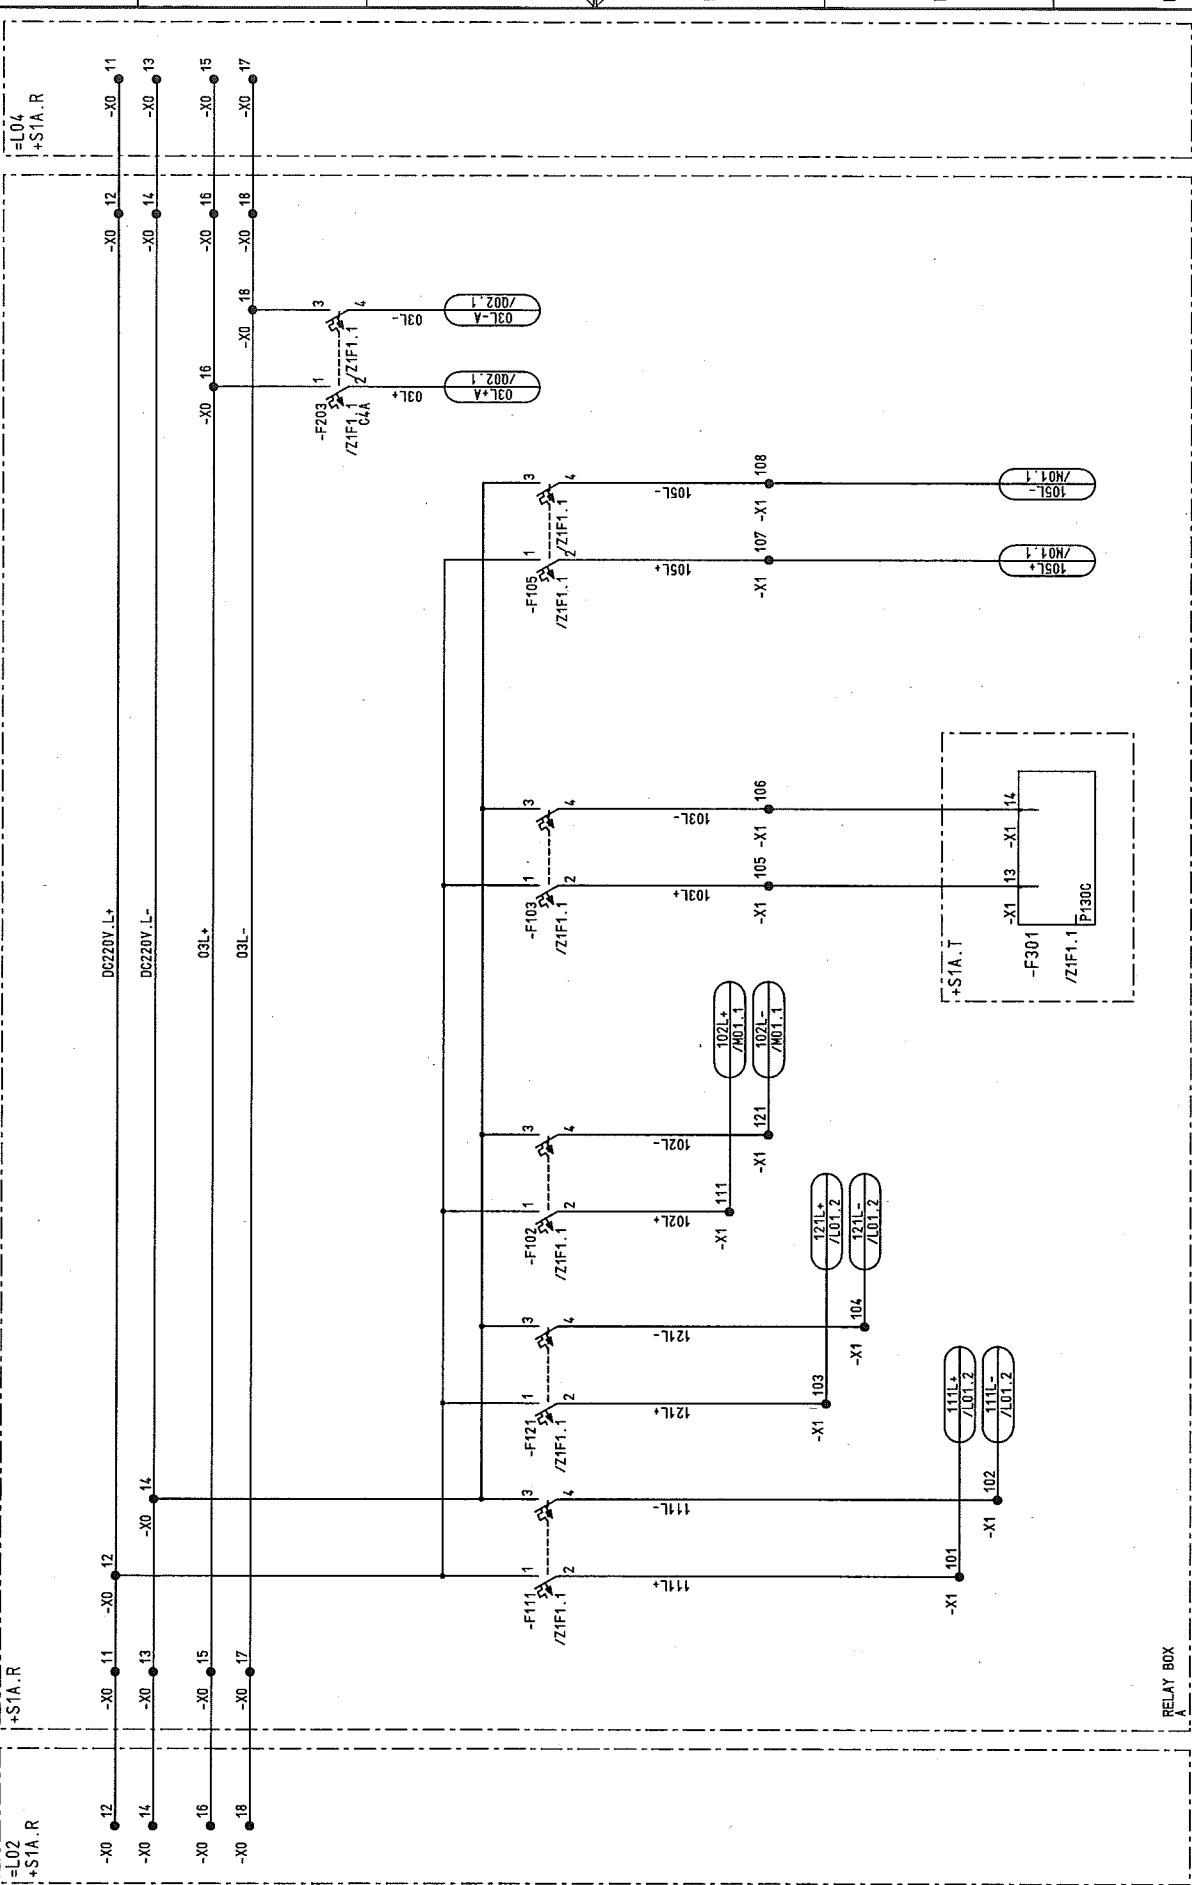 =L02
+S1A.R
-X0 12
-X0 14
-X0 16
-X0 18
+S1A.R
-X0 11
-X0 13
-X0 15
-X0 17
-X0 12
-X0 14
DC220V.L+
DC220V.L-
03L+
03L-
-X0 16
-X0 18
-X0 12
-X0 14
-X0 16
-X0 18
=L04
+S1A.R
-X0 11
-X0 13
-X0 15
-X0 17
-F111
/Z1F1.1
1
2
3
4
111L+
111L-
-X1 101
-X1 102
111L+
/L01.2
111L-
/L01.2
-F121
/Z1F1.1
1
2
3
4
121L+
121L-
-X1 103
-X1 104
121L+
/L01.2
121L-
/L01.2
-F102
/Z1F1.1
1
2
3
4
102L+
102L-
-X1 111
-X1 121
102L+
/M01.1
102L-
/M01.1
-F103
/Z1F1.1
1
2
3
4
103L+
103L-
-X1 105
-X1 106
+S1A.T
-X1 13
-X1 14
-F301
/Z1F1.1
P130C
-F105
/Z1F1.1
1
2
/Z1F1.1
3
4
105L+
105L-
-X1 107
-X1 108
105L+
/N01.1
105L-
/N01.1
-F203
/Z1F1.1
C4A
1
2
/Z1F1.1
3
4
03L+
03L-
03L+A
/Q02.1
03L-A
/Q02.1
RELAY BOX
A